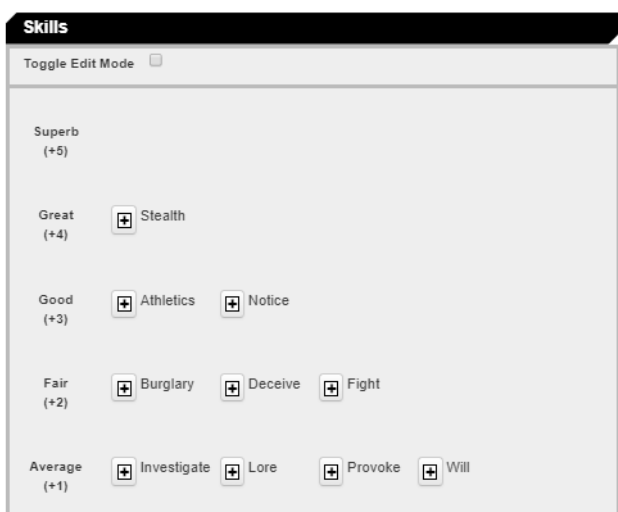 Skills
Toggle Edit Mode
Superb
(+5)
Great Stealth
(+4)
Good Athletics Notice
(+3)
Fair Burglary Deceive Fight
(+2)
Average Investigate Lore Provoke Will
(+1)